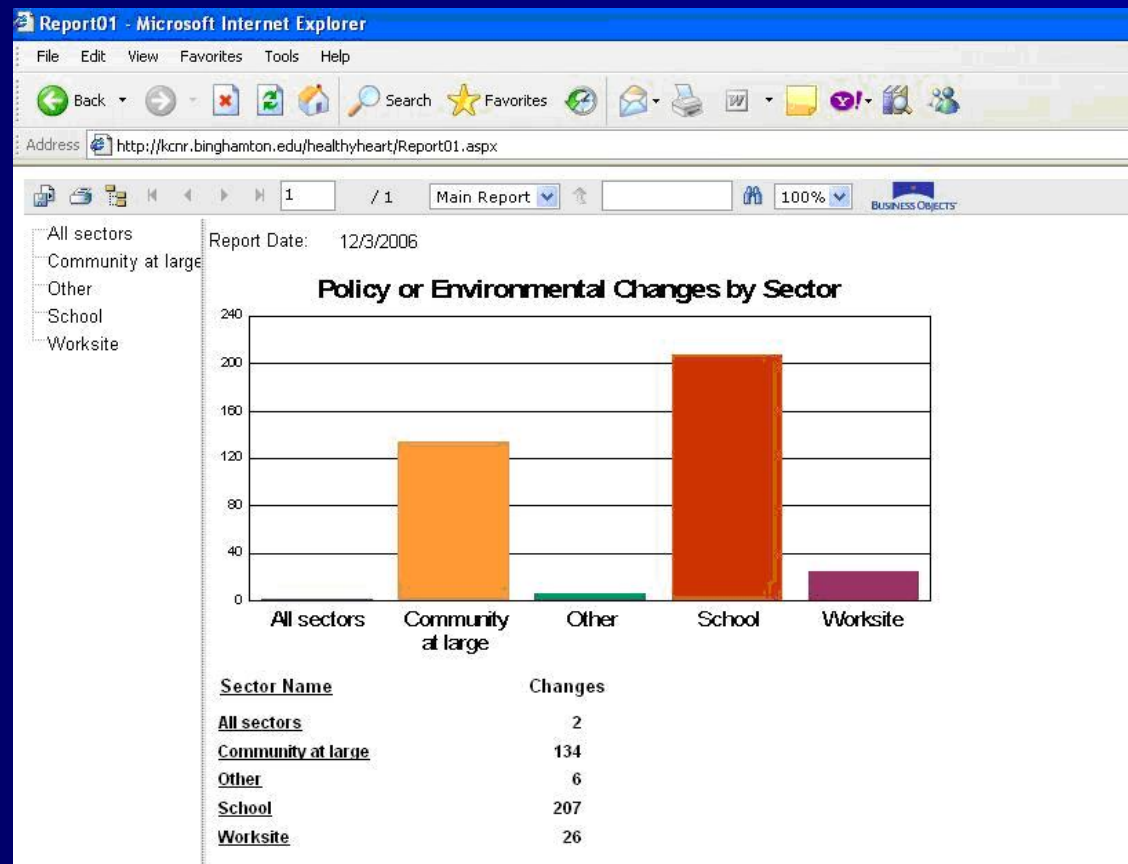 Report01 - Microsoft Internet Explorer
File Edit View Favorites Tools Help
Back Search Favorites
Address http://kcnr.binghamton.edu/healthyheart/Report01.aspx
1 / 1 Main Report 100% BUSINESS OBJECTS
All sectors
Community at large
Other
School
Worksite
Report Date: 12/3/2006
Policy or Environmental Changes by Sector
240
200
160
120
80
40
0
All sectors Community at large Other School Worksite
Sector Name Changes
All sectors 2
Community at large 134
Other 6
School 207
Worksite 26